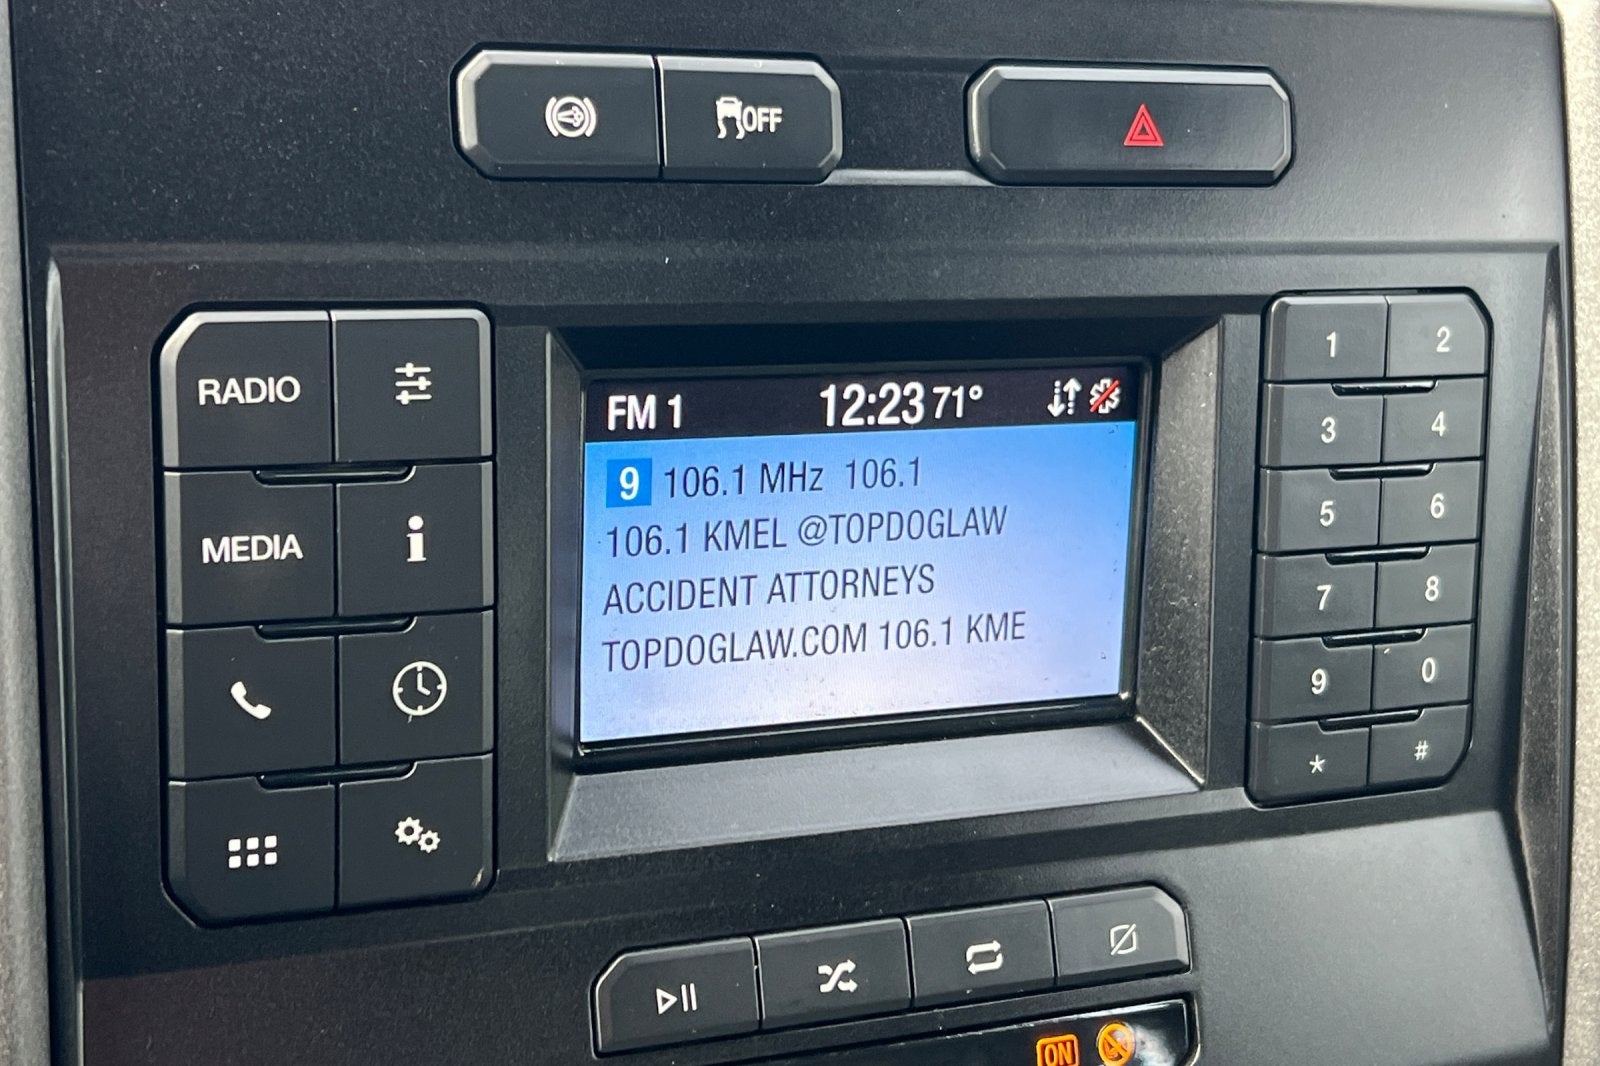 OFF
RADIO
MEDIA
FM 1 12:23 71°
9 106.1 MHz 106.1
106.1 KMEL @TOPDOGLAW
ACCIDENT ATTORNEYS
TOPDOGLAW.COM 106.1 KME
1 2
3 4
5 6
7 8
9 0
* #
ON